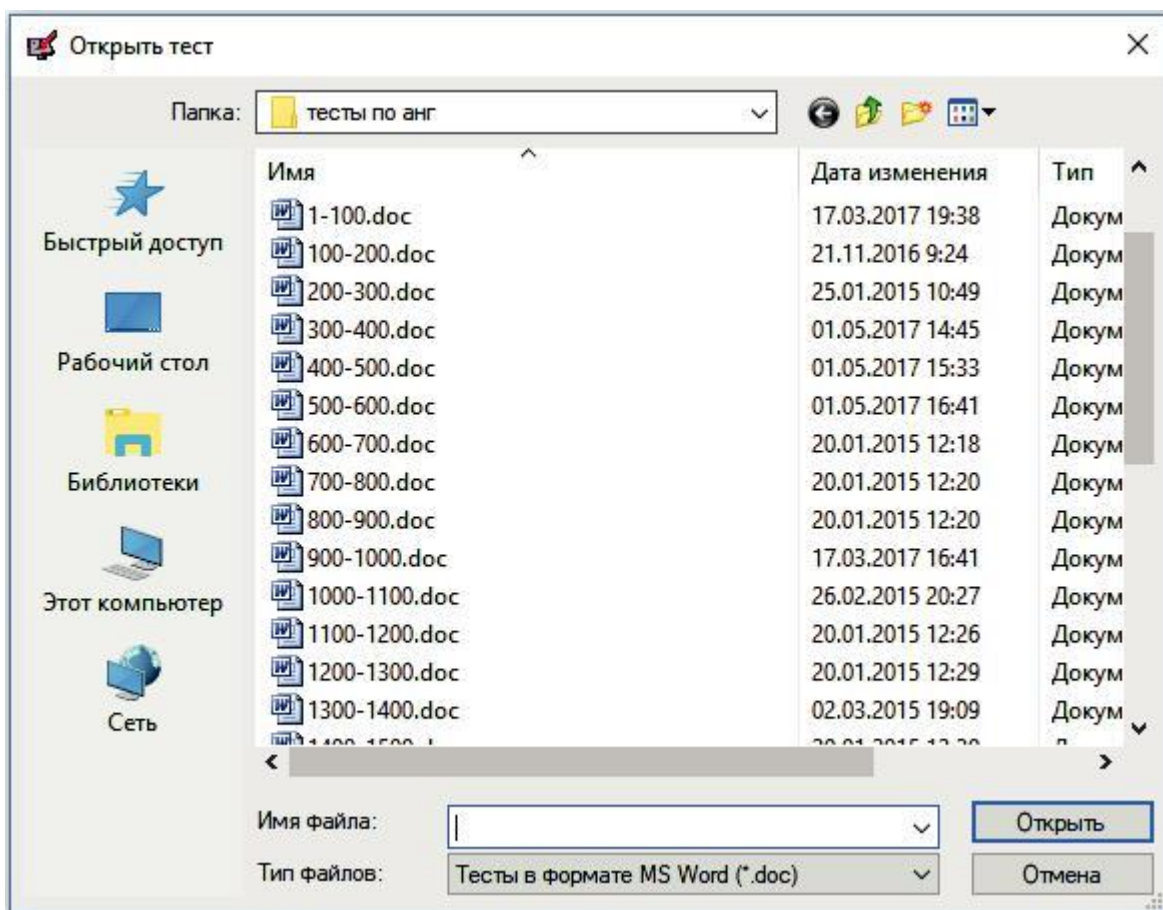 Открыть тест
Папка: тесты по анг
Имя Дата изменения Тип
1-100.doc 17.03.2017 19:38 Докум
100-200.doc 21.11.2016 9:24 Докум
200-300.doc 25.01.2015 10:49 Докум
300-400.doc 01.05.2017 14:45 Докум
400-500.doc 01.05.2017 15:33 Докум
500-600.doc 01.05.2017 16:41 Докум
600-700.doc 20.01.2015 12:18 Докум
700-800.doc 20.01.2015 12:20 Докум
800-900.doc 20.01.2015 12:20 Докум
900-1000.doc 17.03.2017 16:41 Докум
1000-1100.doc 26.02.2015 20:27 Докум
1100-1200.doc 20.01.2015 12:26 Докум
1200-1300.doc 20.01.2015 12:29 Докум
1300-1400.doc 02.03.2015 19:09 Докум
Быстрый доступ
Рабочий стол
Библиотеки
Этот компьютер
Сеть
Имя файла:
Открыть
Тип файлов: Тесты в формате MS Word (*.doc)
Отмена